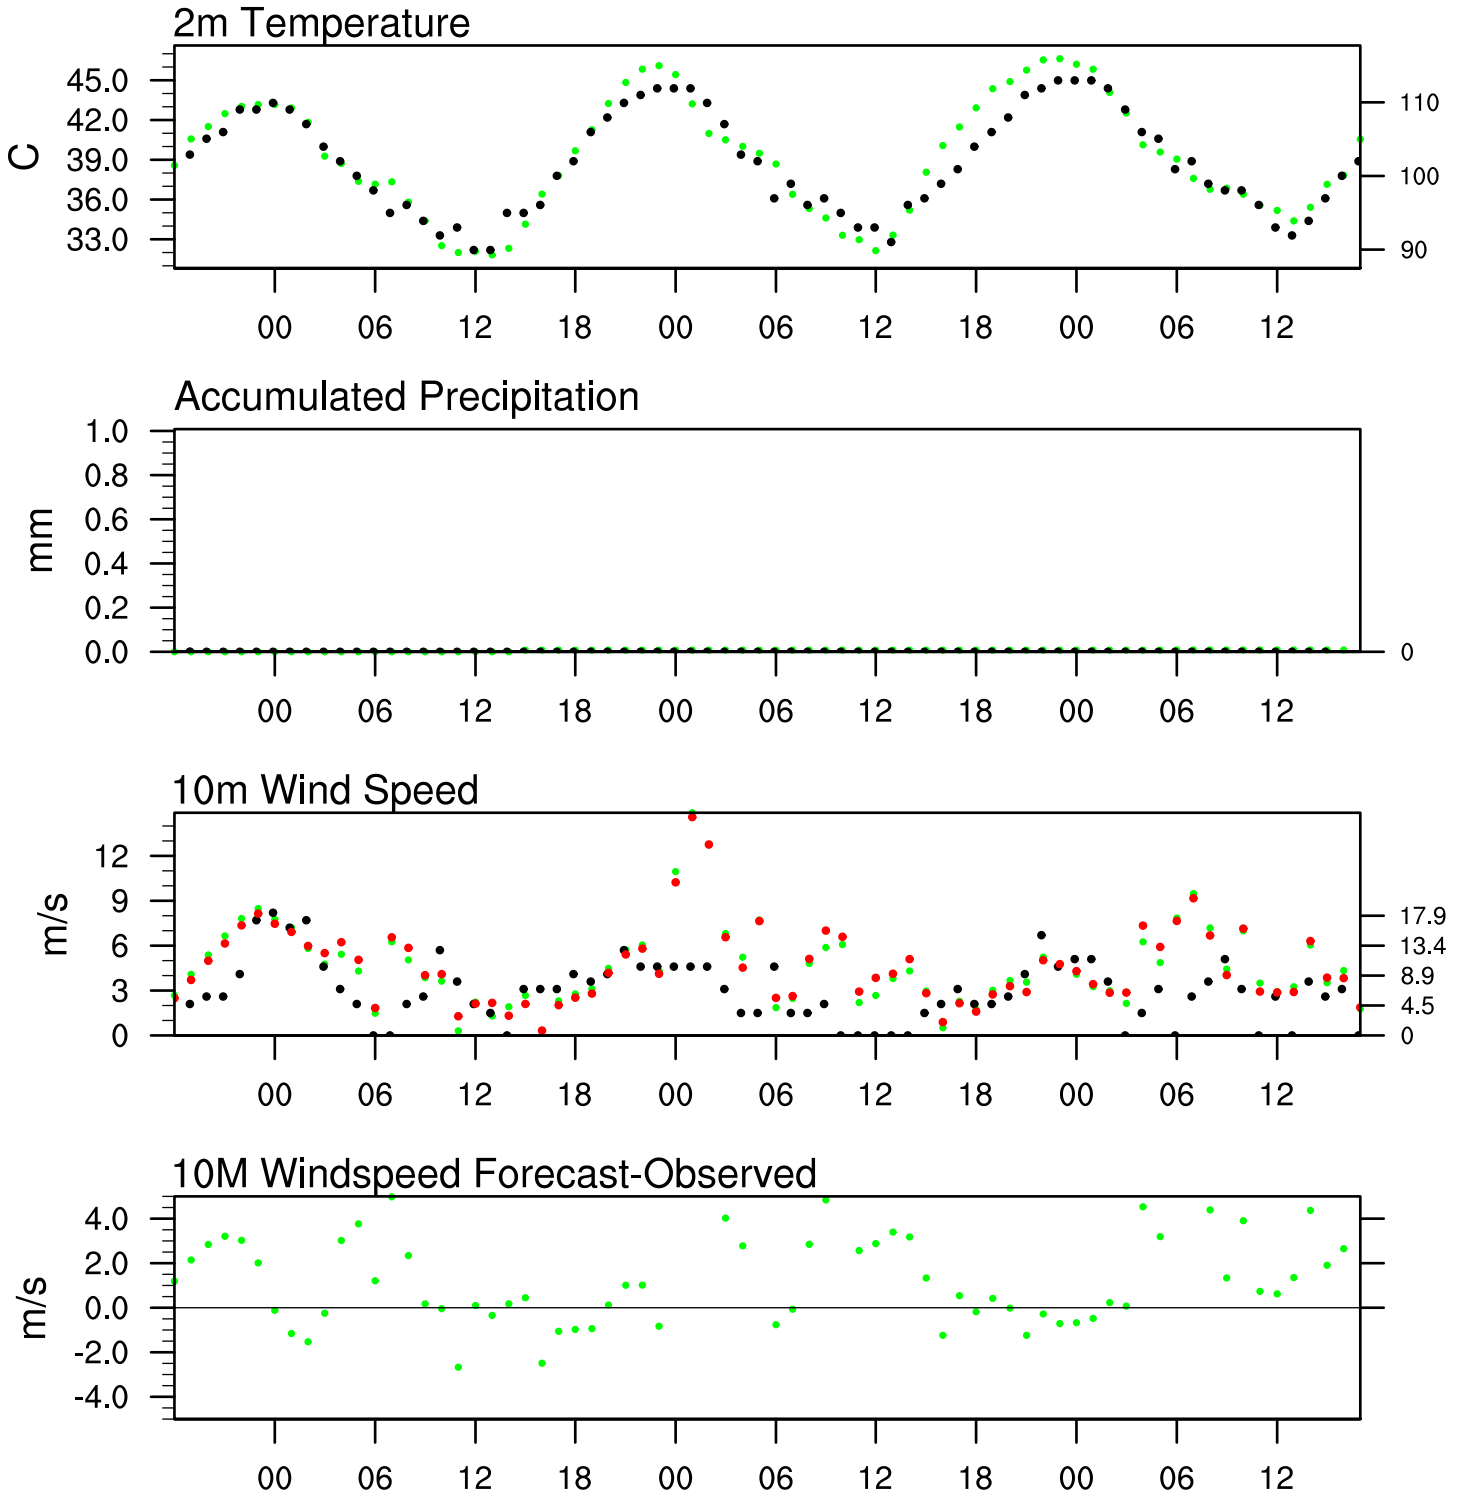 2m Temperature
45.0
42.0
39.0
36.0
33.0
C
110
100
90
00 06 12 18 00 06 12 18 00 06 12
Accumulated Precipitation
1.0
0.8
0.6
0.4
0.2
0.0
mm
0
00 06 12 18 00 06 12 18 00 06 12
10m Wind Speed
12
9
6
3
0
m/s
17.9
13.4
8.9
4.5
0
00 06 12 18 00 06 12 18 00 06 12
10M Windspeed Forecast-Observed
4.0
2.0
0.0
-2.0
-4.0
m/s
00 06 12 18 00 06 12 18 00 06 12